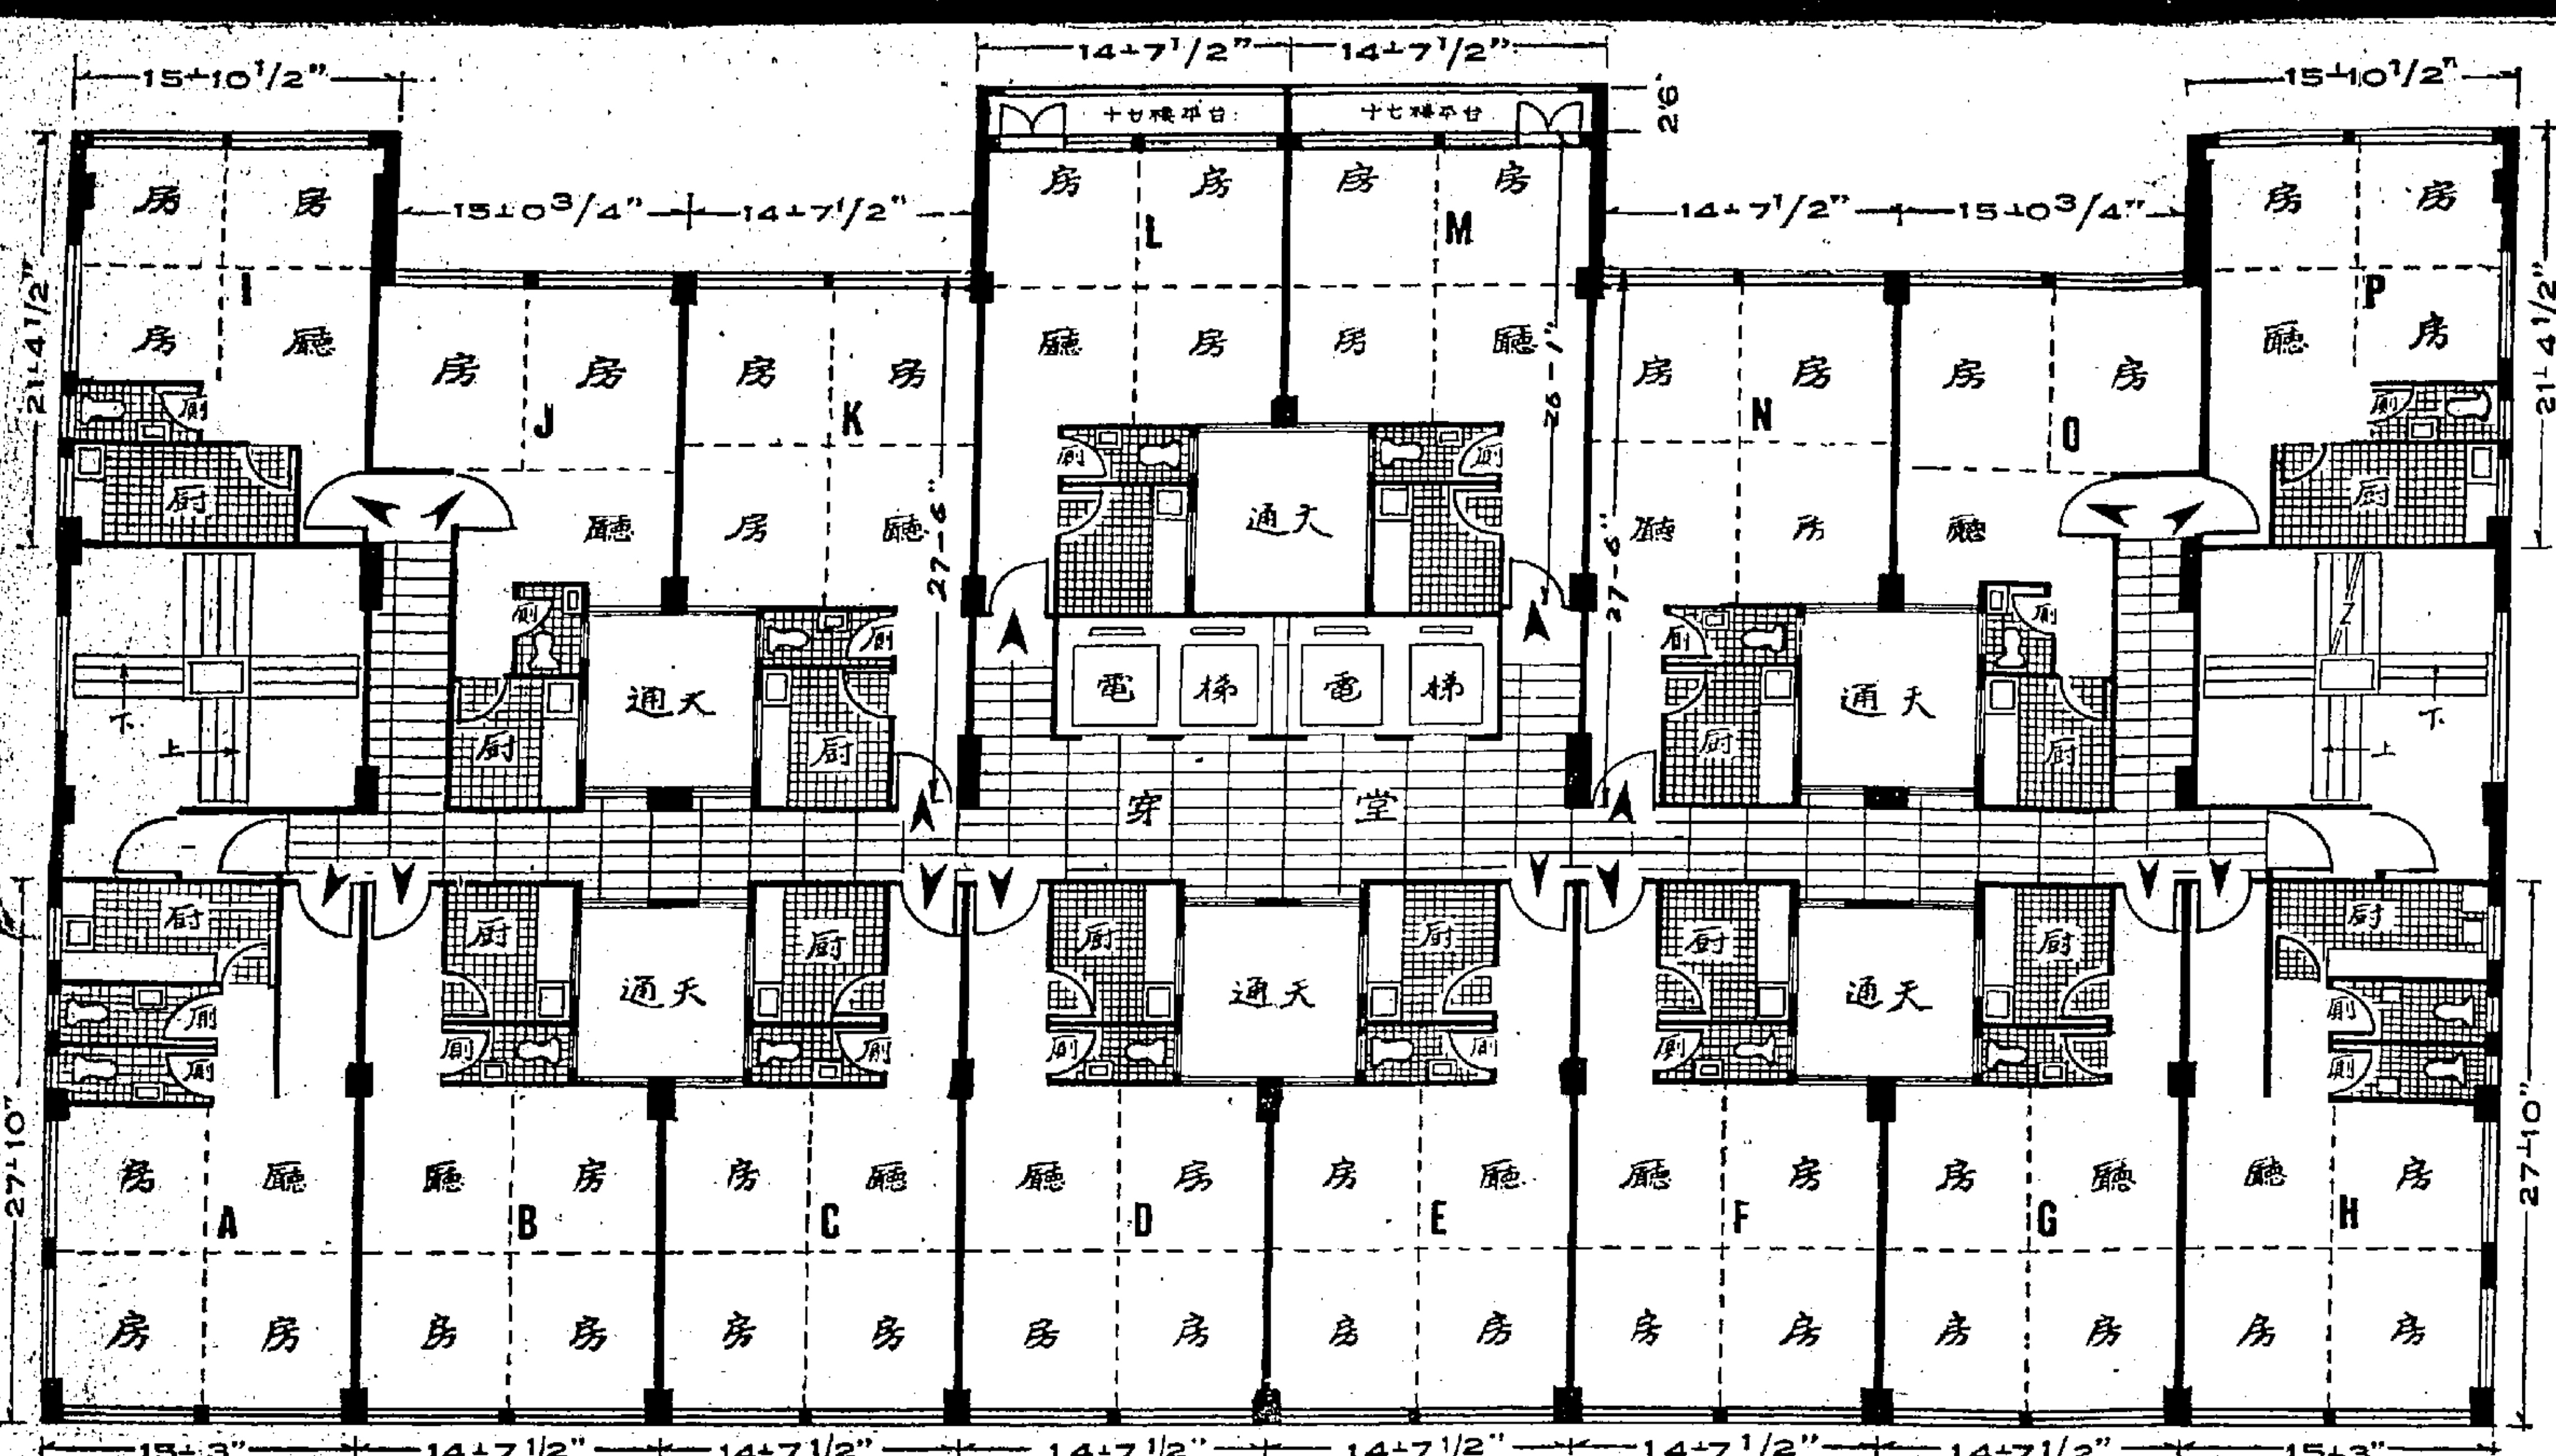 14'-7 1/2" 14'-7 1/2"
15'-10 1/2" 15'-10 1/2"
2'6"
十七樓平台 十七樓平台
房 房 房 房
房 房 L M 房 房
15'-0 3/4" 14'-7 1/2" 14'-7 1/2" 15'-0 3/4"
I P
21'-4 1/2" 21'-4 1/2"
房 廳 廳 房 房 廳 廳 房
房 房 房 房 房 房 房 房
26'-1"
廁 J K N O 廁
廁 廁
廚 廚
廳 房 廳 通天 廳 房 廳
27'-6" 27'-6"
廁 廁 廁 廁
電 梯 電 梯
下 通天 通天 下
上 廚 廚 廚 廚 上
穿 堂
廚 廚 廚 廚 廚 廚 廚 廚
通天 通天 通天
廁 廁
廁 廁 廁 廁 廁 廁 廁
27'-10" 27'-10"
房 廳 廳 房 房 廳 廳 房 房 廳 廳 房 房 廳 廳 房
A B C D E F G H
房 房 房 房 房 房 房 房 房 房 房 房 房 房 房 房
15'-3" 14'-7 1/2" 14'-7 1/2" 14'-7 1/2" 14'-7 1/2" 14'-7 1/2" 14'-7 1/2" 15'-3"